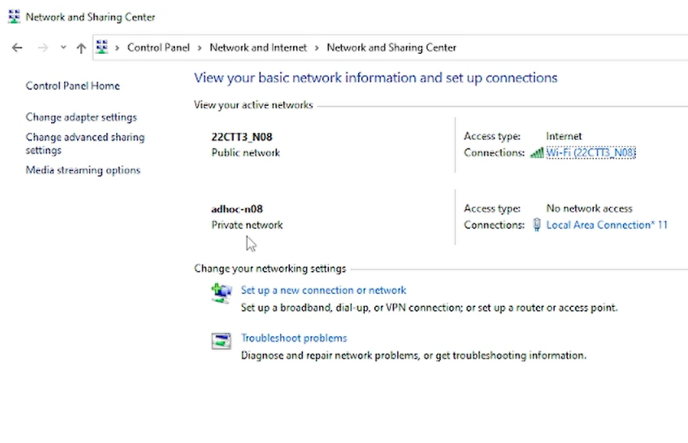 Network and Sharing Center
Control Panel > Network and Internet > Network and Sharing Center
Control Panel Home
Change adapter settings
Change advanced sharing
settings
Media streaming options
View your basic network information and set up connections
View your active networks
22CTT3_N08
Public network
Access type: Internet
Connections: Wi-Fi (22CTT3_N08)
adhoc-n08
Private network
Access type: No network access
Connections: Local Area Connection* 11
Change your networking settings
Set up a new connection or network
Set up a broadband, dial-up, or VPN connection; or set up a router or access point.
Troubleshoot problems
Diagnose and repair network problems, or get troubleshooting information.